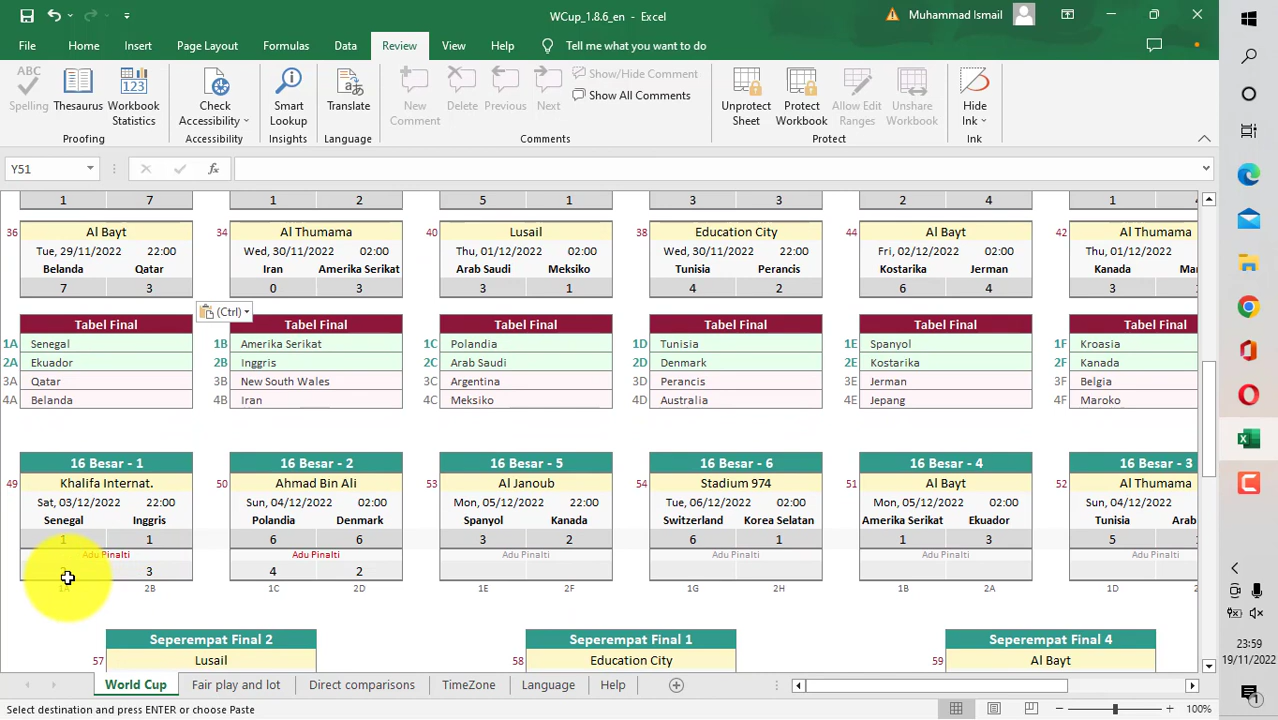 WCup_1.8.6_en - Excel
Muhammad Ismail
File Home Insert Page Layout Formulas Data Review View Help Tell me what you want to do
ABC
123
Spelling Thesaurus Workbook Statistics
Proofing
Check Accessibility
Accessibility
Smart Lookup
Insights
Translate
Language
New Comment Delete Previous Next
Show/Hide Comment
Show All Comments
Comments
Unprotect Sheet Protect Workbook Allow Edit Ranges Unshare Workbook
Protect
Hide Ink
Ink
Y51 fx
1 7 1 2 5 1 3 3 2 4 1
36 Al Bayt 34 Al Thumama 40 Lusail 38 Education City 44 Al Bayt 42 Al Thumama
Tue, 29/11/2022 22:00 Wed, 30/11/2022 02:00 Thu, 01/12/2022 02:00 Wed, 30/11/2022 22:00 Fri, 02/12/2022 02:00 Thu, 01/12/2022
Belanda Qatar Iran Amerika Serikat Arab Saudi Meksiko Tunisia Perancis Kostarika Jerman Kanada Mar
7 3 0 3 3 1 4 2 6 4 3
(Ctrl)
Tabel Final Tabel Final Tabel Final Tabel Final Tabel Final Tabel Final
1A Senegal 1B Amerika Serikat 1C Polandia 1D Tunisia 1E Spanyol 1F Kroasia
2A Ekuador 2B Inggris 2C Arab Saudi 2D Denmark 2E Kostarika 2F Kanada
3A Qatar 3B New South Wales 3C Argentina 3D Perancis 3E Jerman 3F Belgia
4A Belanda 4B Iran 4C Meksiko 4D Australia 4E Jepang 4F Maroko
16 Besar - 1 16 Besar - 2 16 Besar - 5 16 Besar - 6 16 Besar - 4 16 Besar - 3
49 Khalifa Internat. 50 Ahmad Bin Ali 53 Al Janoub 54 Stadium 974 51 Al Bayt 52 Al Thumama
Sat, 03/12/2022 22:00 Sun, 04/12/2022 02:00 Mon, 05/12/2022 22:00 Tue, 06/12/2022 02:00 Mon, 05/12/2022 02:00 Sun, 04/12/2022
Senegal Inggris Polandia Denmark Spanyol Kanada Switzerland Korea Selatan Amerika Serikat Ekuador Tunisia Arab
1 1 6 6 3 2 6 1 1 3 5
Adu Pinalti Adu Pinalti Adu Pinalti Adu Pinalti Adu Pinalti Adu Pinalti
3 4 2
1A 2B 1C 2D 1E 2F 1G 2H 1B 2A 1D
Seperempat Final 2 Seperempat Final 1 Seperempat Final 4
57 Lusail 58 Education City 59 Al Bayt
World Cup Fair play and lot Direct comparisons TimeZone Language Help
Select destination and press ENTER or choose Paste
100%
23:59
19/11/2022
1